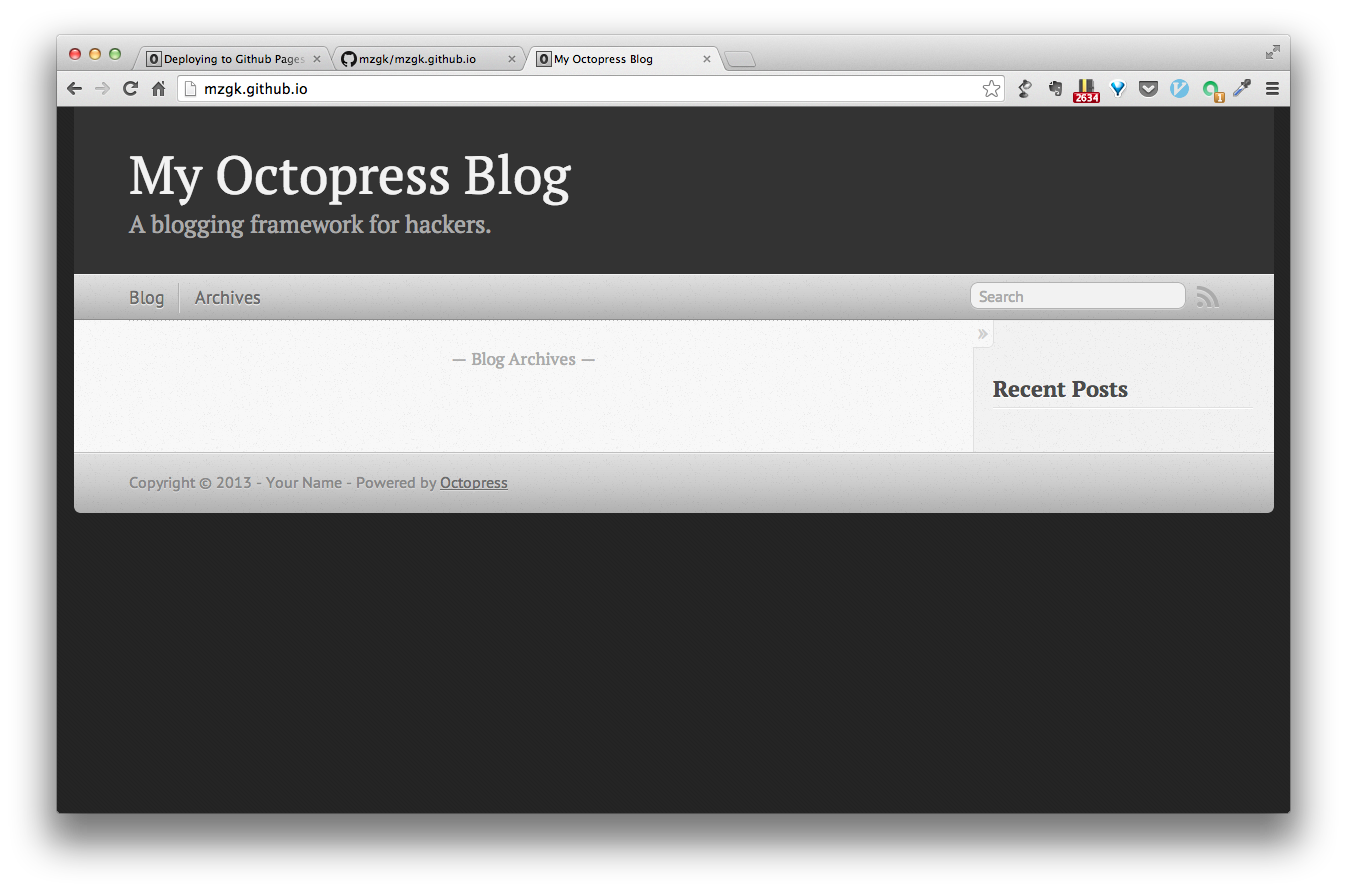 Deploying to Github Pages
mzgk/mzgk.github.io
My Octopress Blog
mzgk.github.io
2634
1
My Octopress Blog
A blogging framework for hackers.
Blog
Archives
Search
»
— Blog Archives —
Recent Posts
Copyright © 2013 - Your Name - Powered by Octopress